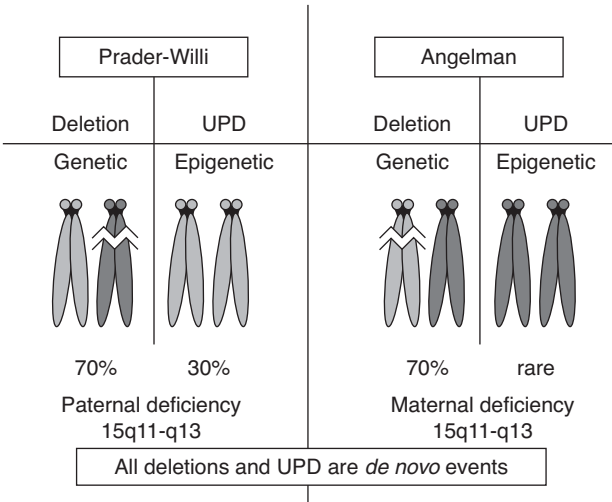 Prader-Willi
Angelman
Deletion
UPD
Deletion
UPD
Genetic
Epigenetic
Genetic
Epigenetic
70%
30%
70%
rare
Paternal deficiency
15q11-q13
Maternal deficiency
15q11-q13
All deletions and UPD are de novo events